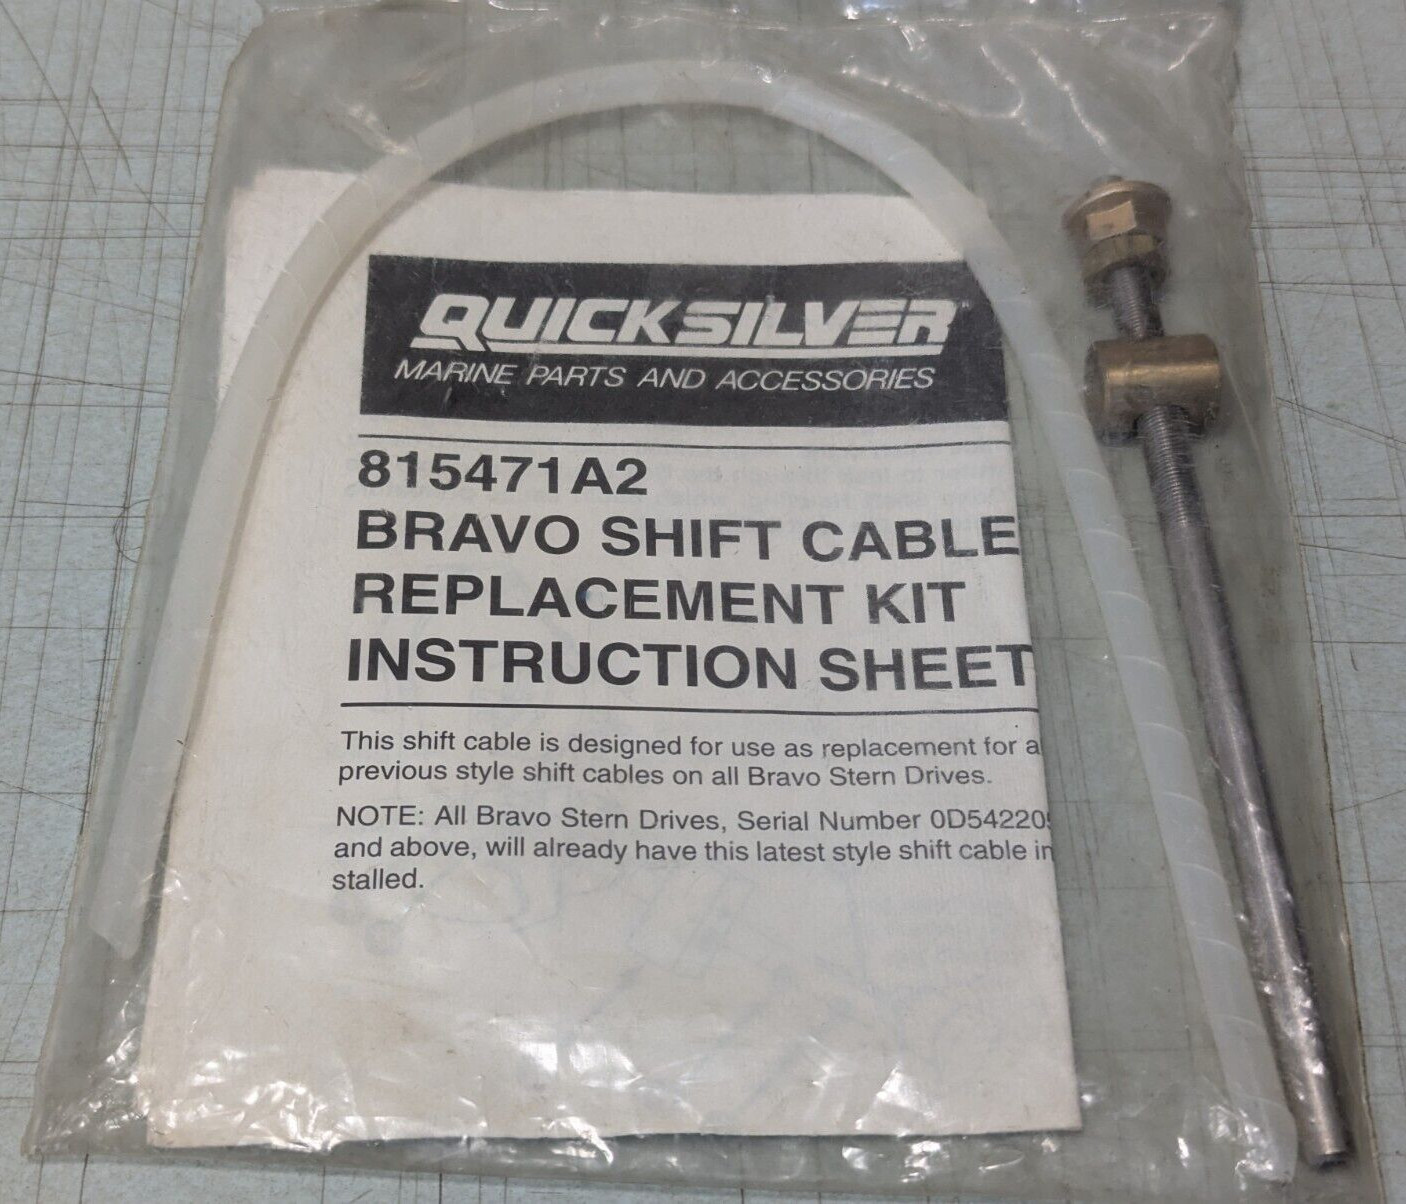 QUICKSILVER
MARINE PARTS AND ACCESSORIES
815471A2
BRAVO SHIFT CABLE
REPLACEMENT KIT
INSTRUCTION SHEET
This shift cable is designed for use as replacement for
previous style shift cables on all Bravo Stern Drives.
NOTE: All Bravo Stern Drives, Serial Number 0D542205
and above, will already have this latest style shift cable in
stalled.